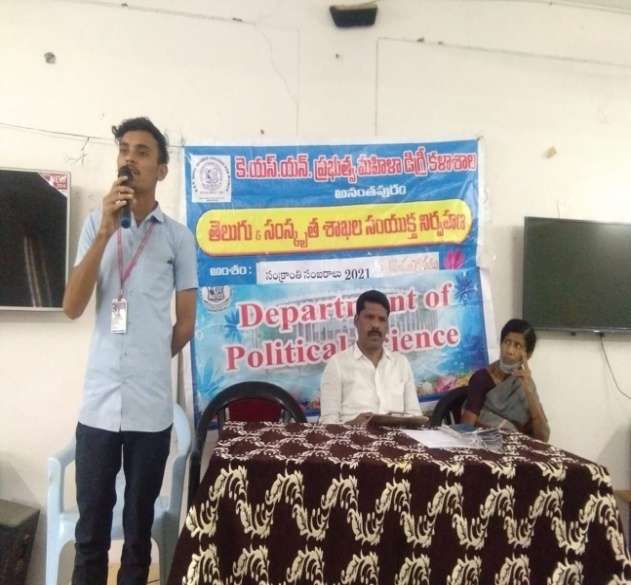 కె.యస్.యన్. ప్రభుత్వ మహిళా డిగ్రీ కళాశాల
అనంతపురం
తెలుగు & సంస్కృత శాఖల సంయుక్త నిర్వహణ
అంశం : సంక్రాంతి సంబరాలు 2021
Department of
Political Science